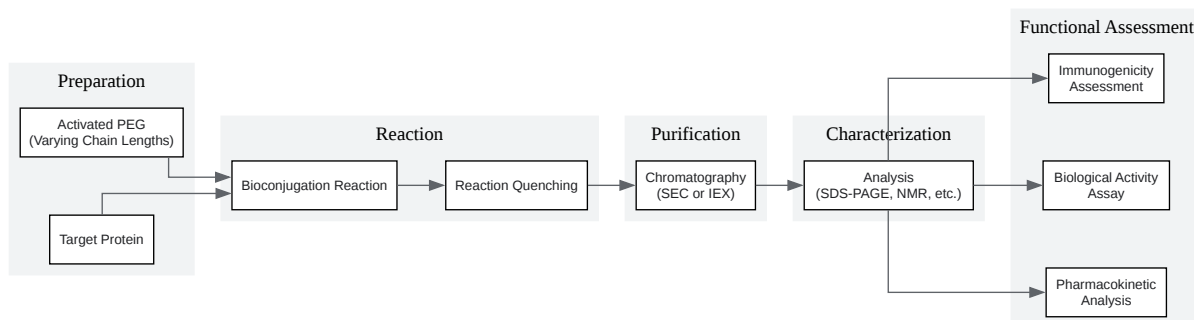 Preparation
Activated PEG
(Varying Chain Lengths)
Target Protein
Reaction
Bioconjugation Reaction
Reaction Quenching
Purification
Chromatography
(SEC or IEX)
Characterization
Analysis
(SDS-PAGE, NMR, etc.)
Functional Assessment
Immunogenicity
Assessment
Biological Activity
Assay
Pharmacokinetic
Analysis